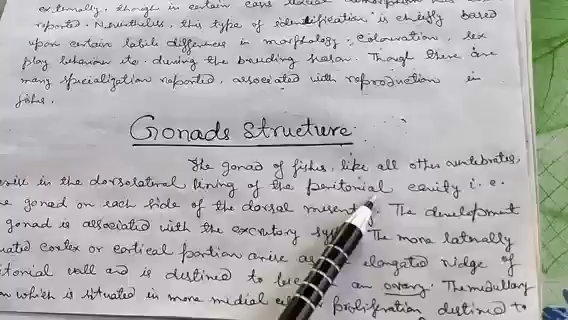 externally, though in certain cases sexual
reported. Nevertheless, this type of identification is chiefly based
upon certain labile differences in morphology, colouration, sex
play behaviour etc. during the breeding season. Though there are
many specialization reported, associated with reproduction in
fishes.
Gonads Structure
The gonad of fishes, like all other vertebrates,
arise in the dorsolateral lining of the peritonial cavity i.e.
one gonad on each side of the dorsal The development
gonad is associated with the excretory The more laterally
cortex or cortical portion arise as elongated ridge of
wall and is destined to an ovary. The medullary
which is situated in more medial proliferation destined to